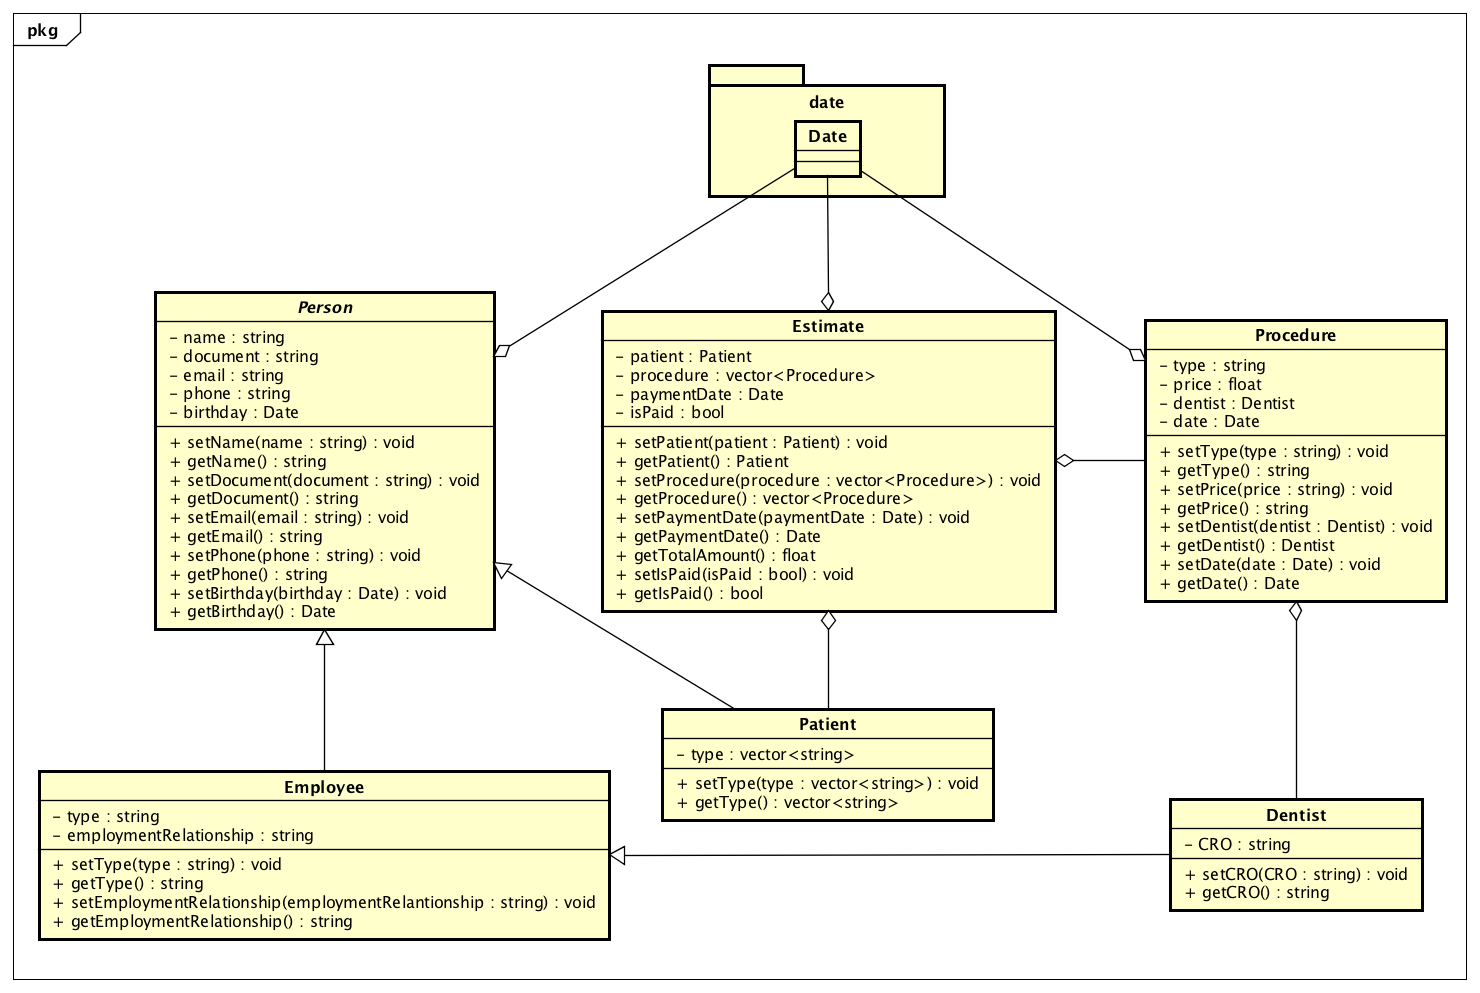 pkg
date
Date
Person
– name : string
– document : string
– email : string
– phone : string
– birthday : Date
+ setName(name : string) : void
+ getName() : string
+ setDocument(document : string) : void
+ getDocument() : string
+ setEmail(email : string) : void
+ getEmail() : string
+ setPhone(phone : string) : void
+ getPhone() : string
+ setBirthday(birthday : Date) : void
+ getBirthday() : Date
Estimate
– patient : Patient
– procedure : vector<Procedure>
– paymentDate : Date
– isPaid : bool
+ setPatient(patient : Patient) : void
+ getPatient() : Patient
+ setProcedure(procedure : vector<Procedure>) : void
+ getProcedure() : vector<Procedure>
+ setPaymentDate(paymentDate : Date) : void
+ getPaymentDate() : Date
+ getTotalAmount() : float
+ setIsPaid(isPaid : bool) : void
+ getIsPaid() : bool
Procedure
– type : string
– price : float
– dentist : Dentist
– date : Date
+ setType(type : string) : void
+ getType() : string
+ setPrice(price : string) : void
+ getPrice() : string
+ setDentist(dentist : Dentist) : void
+ getDentist() : Dentist
+ setDate(date : Date) : void
+ getDate() : Date
Patient
– type : vector<string>
+ setType(type : vector<string>) : void
+ getType() : vector<string>
Employee
– type : string
– employmentRelationship : string
+ setType(type : string) : void
+ getType() : string
+ setEmploymentRelationship(employmentRelantionship : string) : void
+ getEmploymentRelationship() : string
Dentist
– CRO : string
+ setCRO(CRO : string) : void
+ getCRO() : string